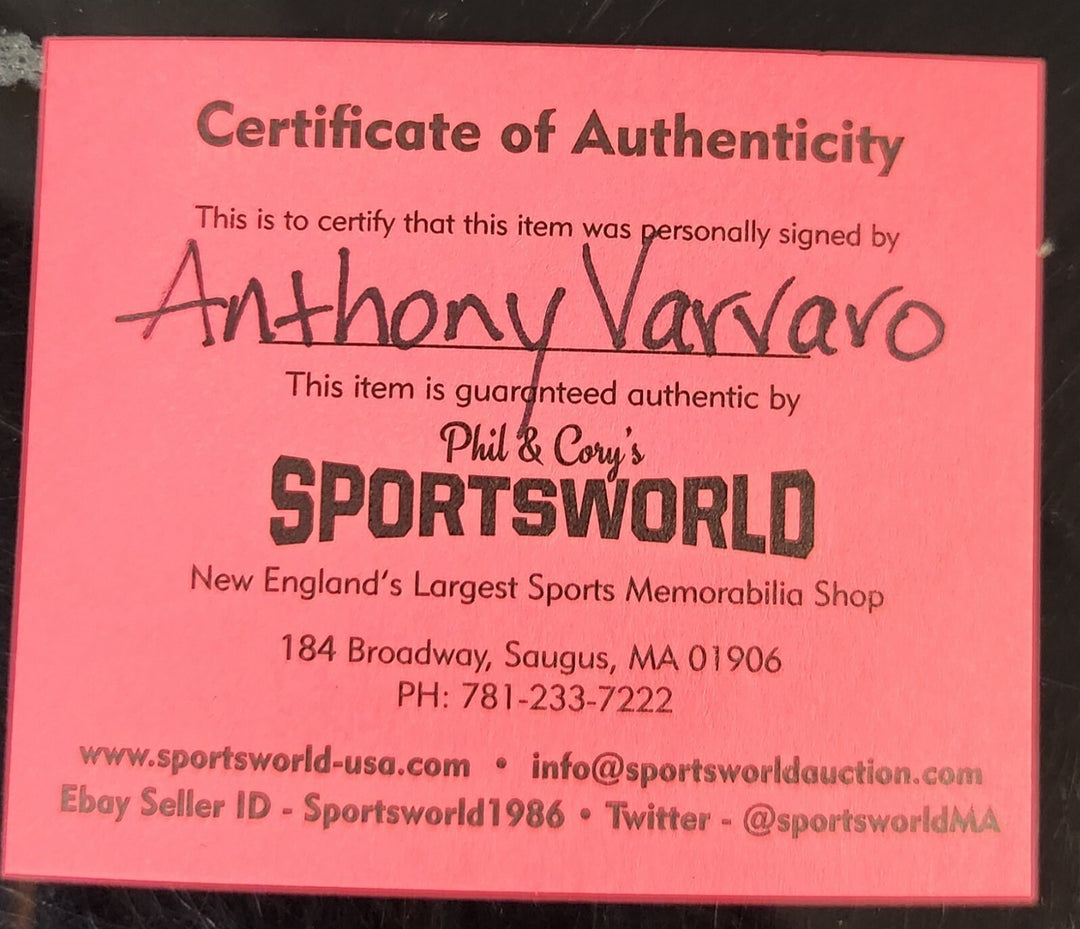 Certificate of Authenticity
This is to certify that this item was personally signed by
Anthony Varvaro
This item is guaranteed authentic by
Phil & Cory's
SPORTSWORLD
New England's Largest Sports Memorabilia Shop
184 Broadway, Saugus, MA 01906
PH: 781-233-7222
www.sportsworld-usa.com • info@sportsworldauction.com
Ebay Seller ID - Sportsworld1986 • Twitter - @sportsworldMA